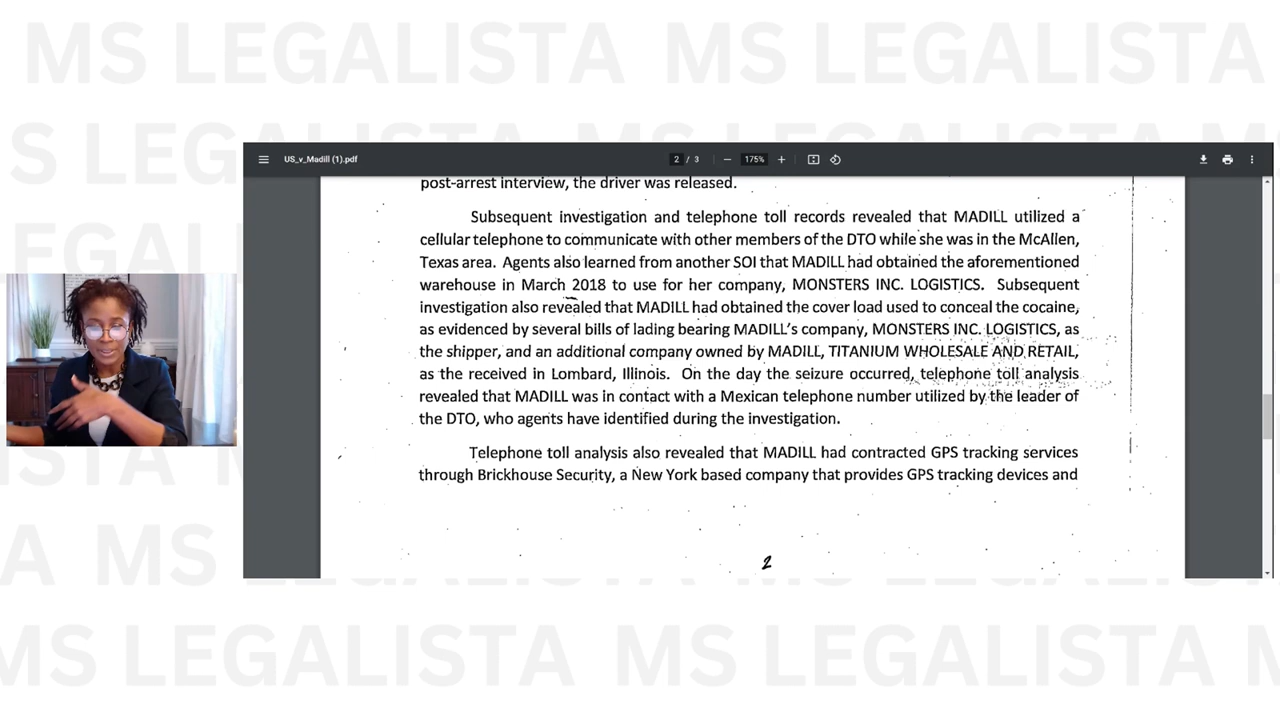 MS LEGALISTA MS LEGALISTA
S LEG
US_v_Madill (1).pdf 2 / 3 175%
post-arrest interview, the driver was released.
Subsequent investigation and telephone toll records revealed that MADILL utilized a
cellular telephone to communicate with other members of the DTO while she was in the McAllen,
Texas area. Agents also learned from another SOI that MADILL had obtained the aforementioned
warehouse in March 2018 to use for her company, MONSTERS INC. LOGISTICS. Subsequent
investigation also revealed that MADILL had obtained the cover load used to conceal the cocaine,
as evidenced by several bills of lading bearing MADILL's company, MONSTERS INC. LOGISTICS, as
the shipper, and an additional company owned by MADILL, TITANIUM WHOLESALE AND RETAIL,
as the received in Lombard, Illinois. On the day the seizure occurred, telephone toll analysis
revealed that MADILL was in contact with a Mexican telephone number utilized by the leader of
the DTO, who agents have identified during the investigation.
Telephone toll analysis also revealed that MADILL had contracted GPS tracking services
through Brickhouse Security, a New York based company that provides GPS tracking devices and
2
A MS
MS LEGALISTA MS LEGALISTA M